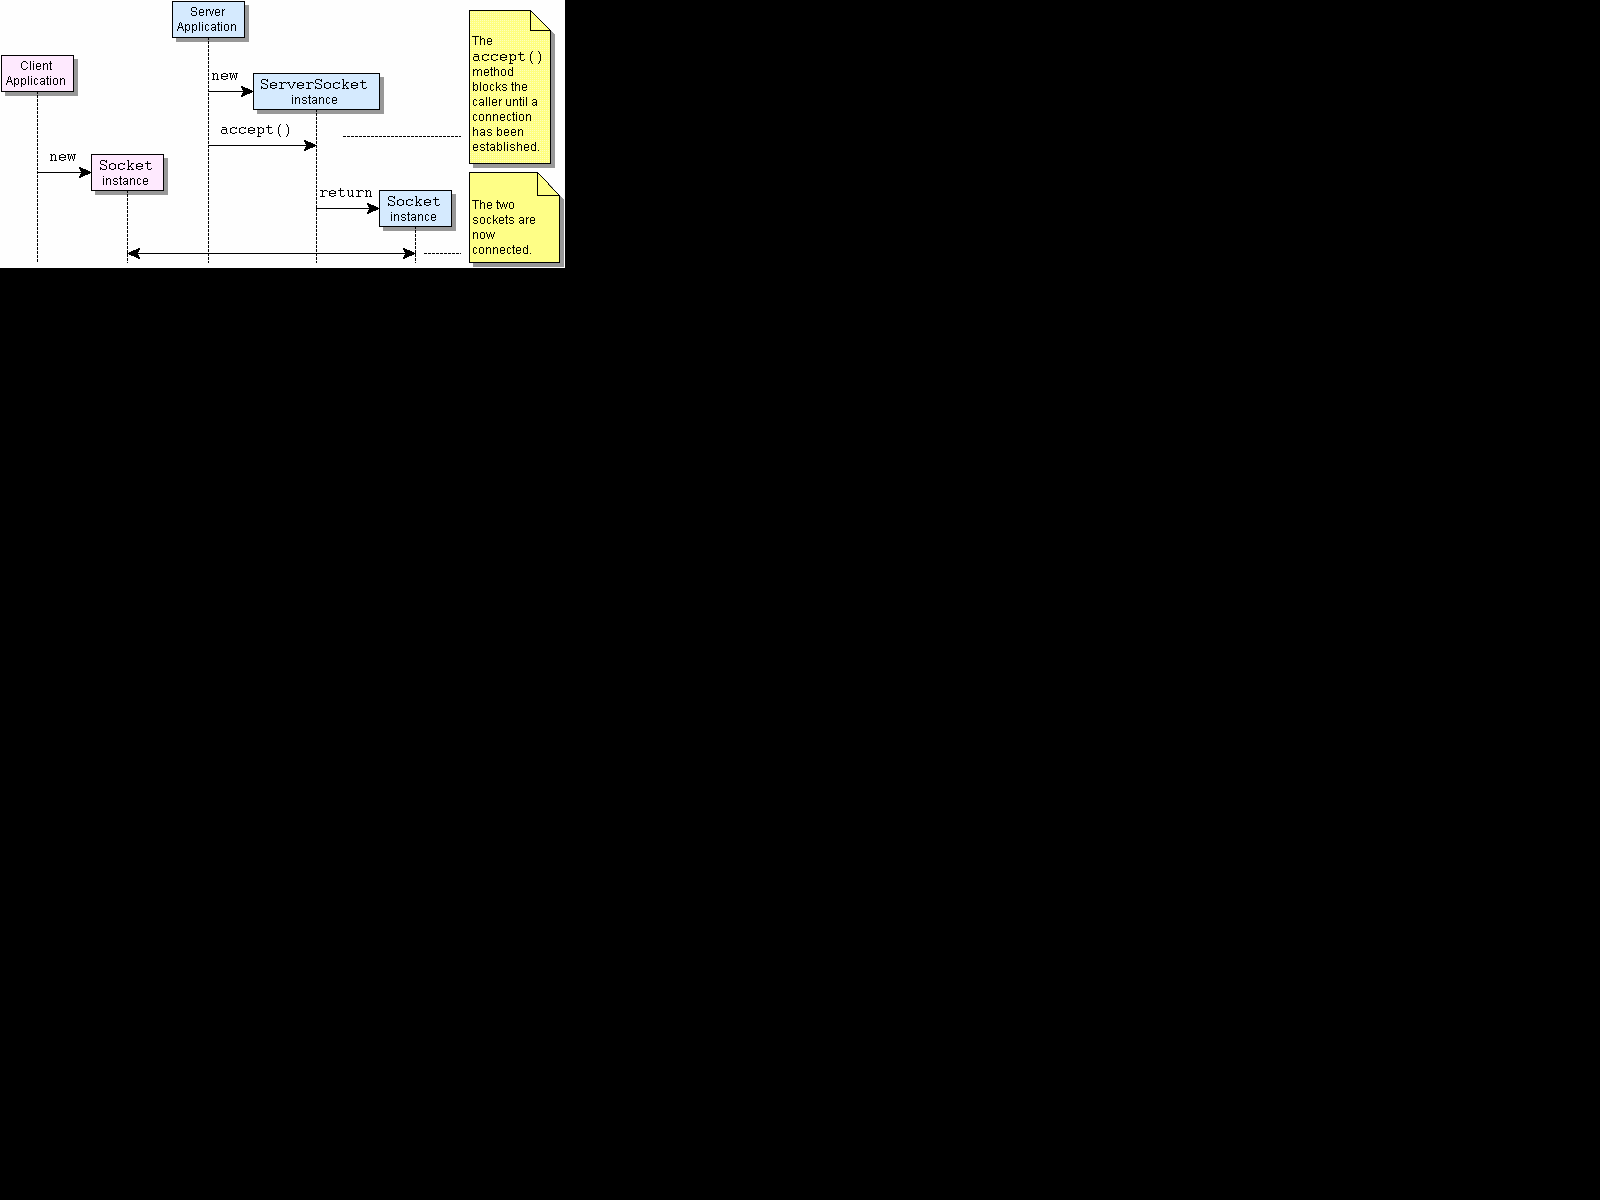 Server
Application
Client
Application
new
ServerSocket
instance
accept()
new
Socket
instance
return
Socket
instance
The
accept()
method
blocks the
caller until a
connection
has been
established.
The two
sockets are
now
connected.